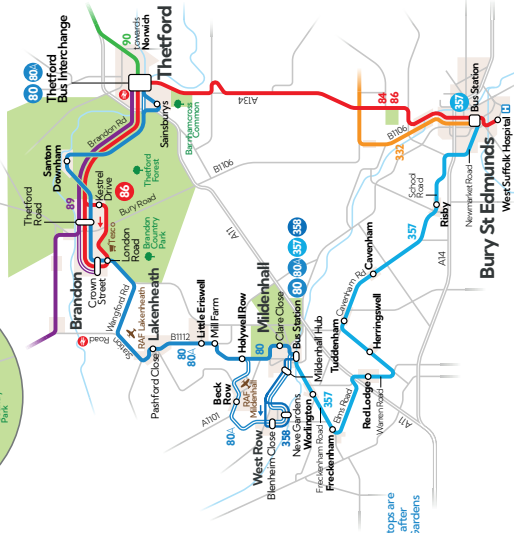 80 80A
Thetford
Bus Interchange
90
towards
Norwich
Thetford
Sainsburys
Barnhamcross
Common
A134
84
86
357
Bus Station
West Suffolk Hospital H
Bury St Edmunds
B1106
332
Newmarket Road
Santon
Downham
Brandon Rd
Thetford
Forest
B1106
Thetford
Road
89
Kestrel
Drive
86
Bury Road
Tesco
London
Road
Brandon
Country
Park
Brandon
Crown
Street
Road
Station
Wangford Rd
RAF Lakenheath
Lakenheath
Pashford Close
B1112
Little Eriswell
80
80A
Mill Farm
Holywell Row
A11
Mildenhall
80 80A 357 358
Clare Close
Bus Station
80
Mildenhall Hub
Beck
Row
RAF
Mildenhall
A1101
80A
West Row
Blenheim Close
358
Neve Gardens
Worlington
357
Freckenham Road
Freckenham
Elms Road
Red Lodge
Warren Road
A11
Herringswell
Tuddenham
Cavenham Rd
Cavenham
357
A14
Risby
School
Road
Park
tops are
after
Gardens